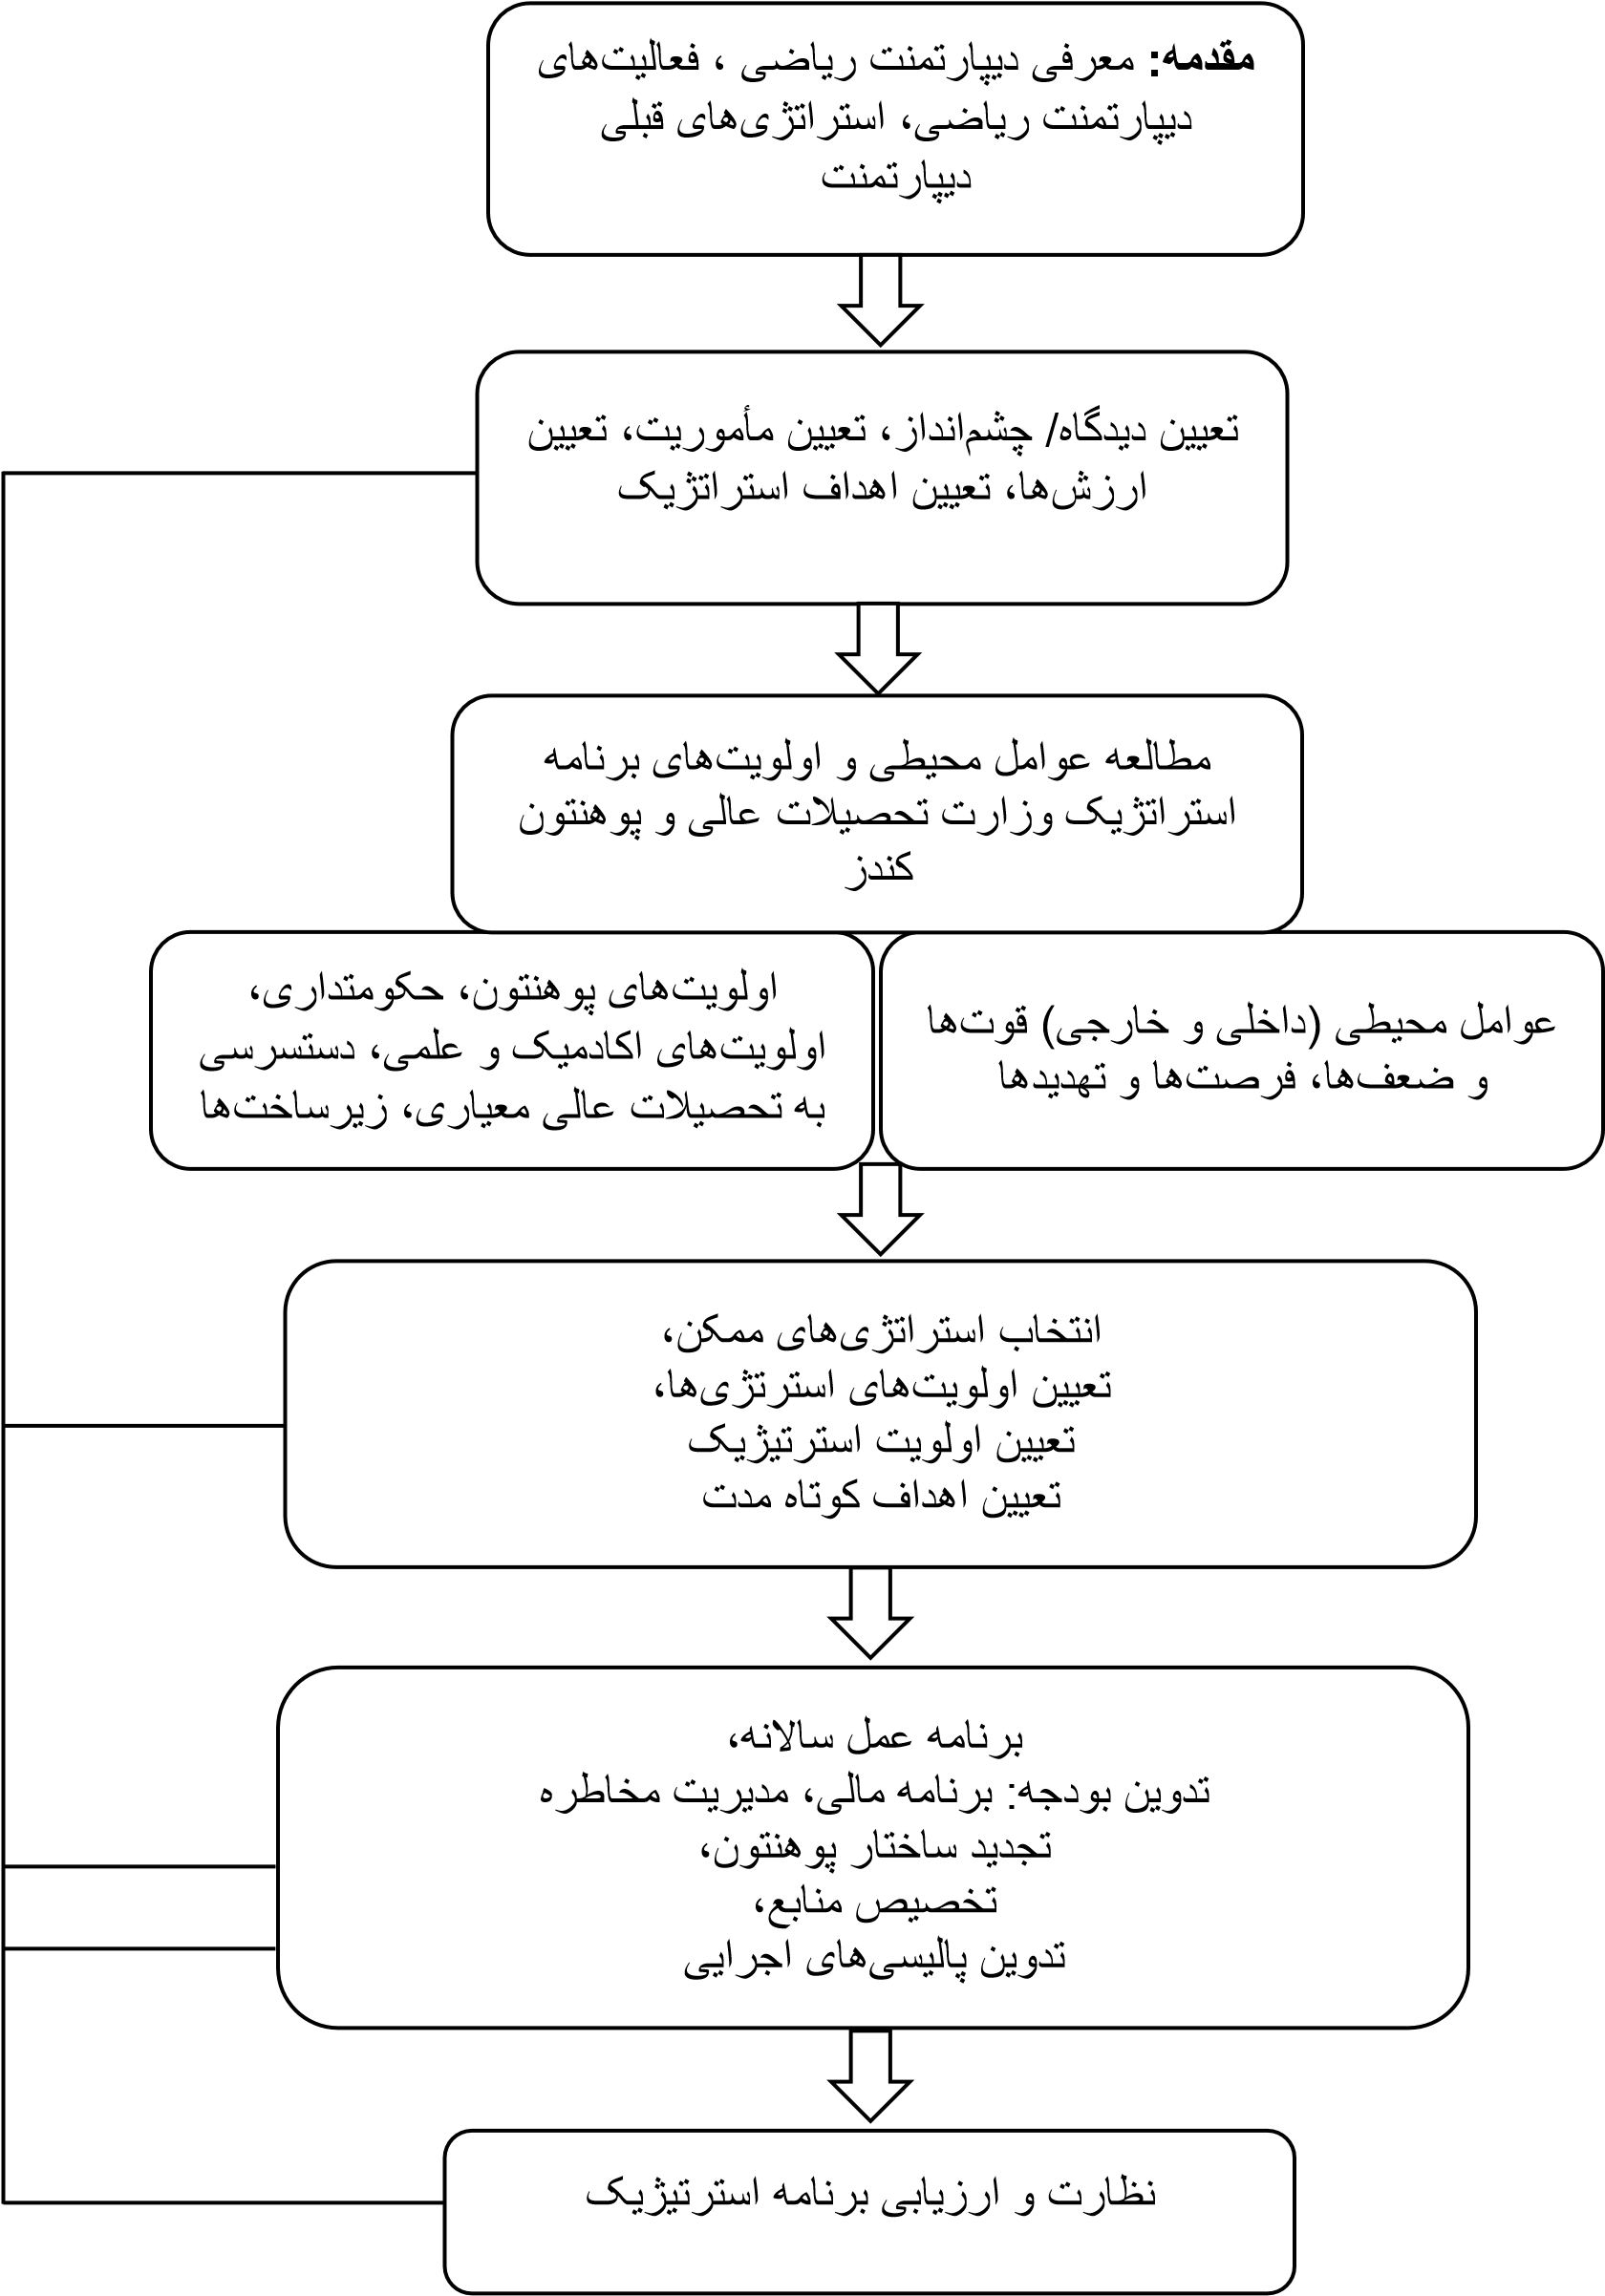 مقدمه: معرفی دیپارتمنت ریاضی ، فعالیت‌های
دیپارتمنت ریاضی، استراتژی‌های قبلی
دیپارتمنت
تعیین دیدگاه/ چشم‌انداز، تعیین مأموریت، تعیین
ارزش‌ها، تعیین اهداف استراتژیک
مطالعه عوامل محیطی و اولویت‌های برنامه
استراتژیک وزارت تحصیلات عالی و پوهنتون
کندز
عوامل محیطی (داخلی و خارجی) قوت‌ها
و ضعف‌ها، فرصت‌ها و تهدیدها
اولویت‌های پوهنتون، حکومتداری،
اولویت‌های اکادمیک و علمی، دستسرسی
به تحصیلات عالی معیاری، زیرساخت‌ها
انتخاب استراتژی‌های ممکن،
تعیین اولویت‌های استرتژی‌ها،
تعیین اولویت استرتیژیک
تعیین اهداف کوتاه مدت
برنامه عمل سالانه،
تدوین بودجه: برنامه مالی، مدیریت مخاطره
تجدید ساختار پوهنتون،
تخصیص منابع،
تدوین پالیسی‌های اجرایی
نظارت و ارزیابی برنامه استرتیژیک